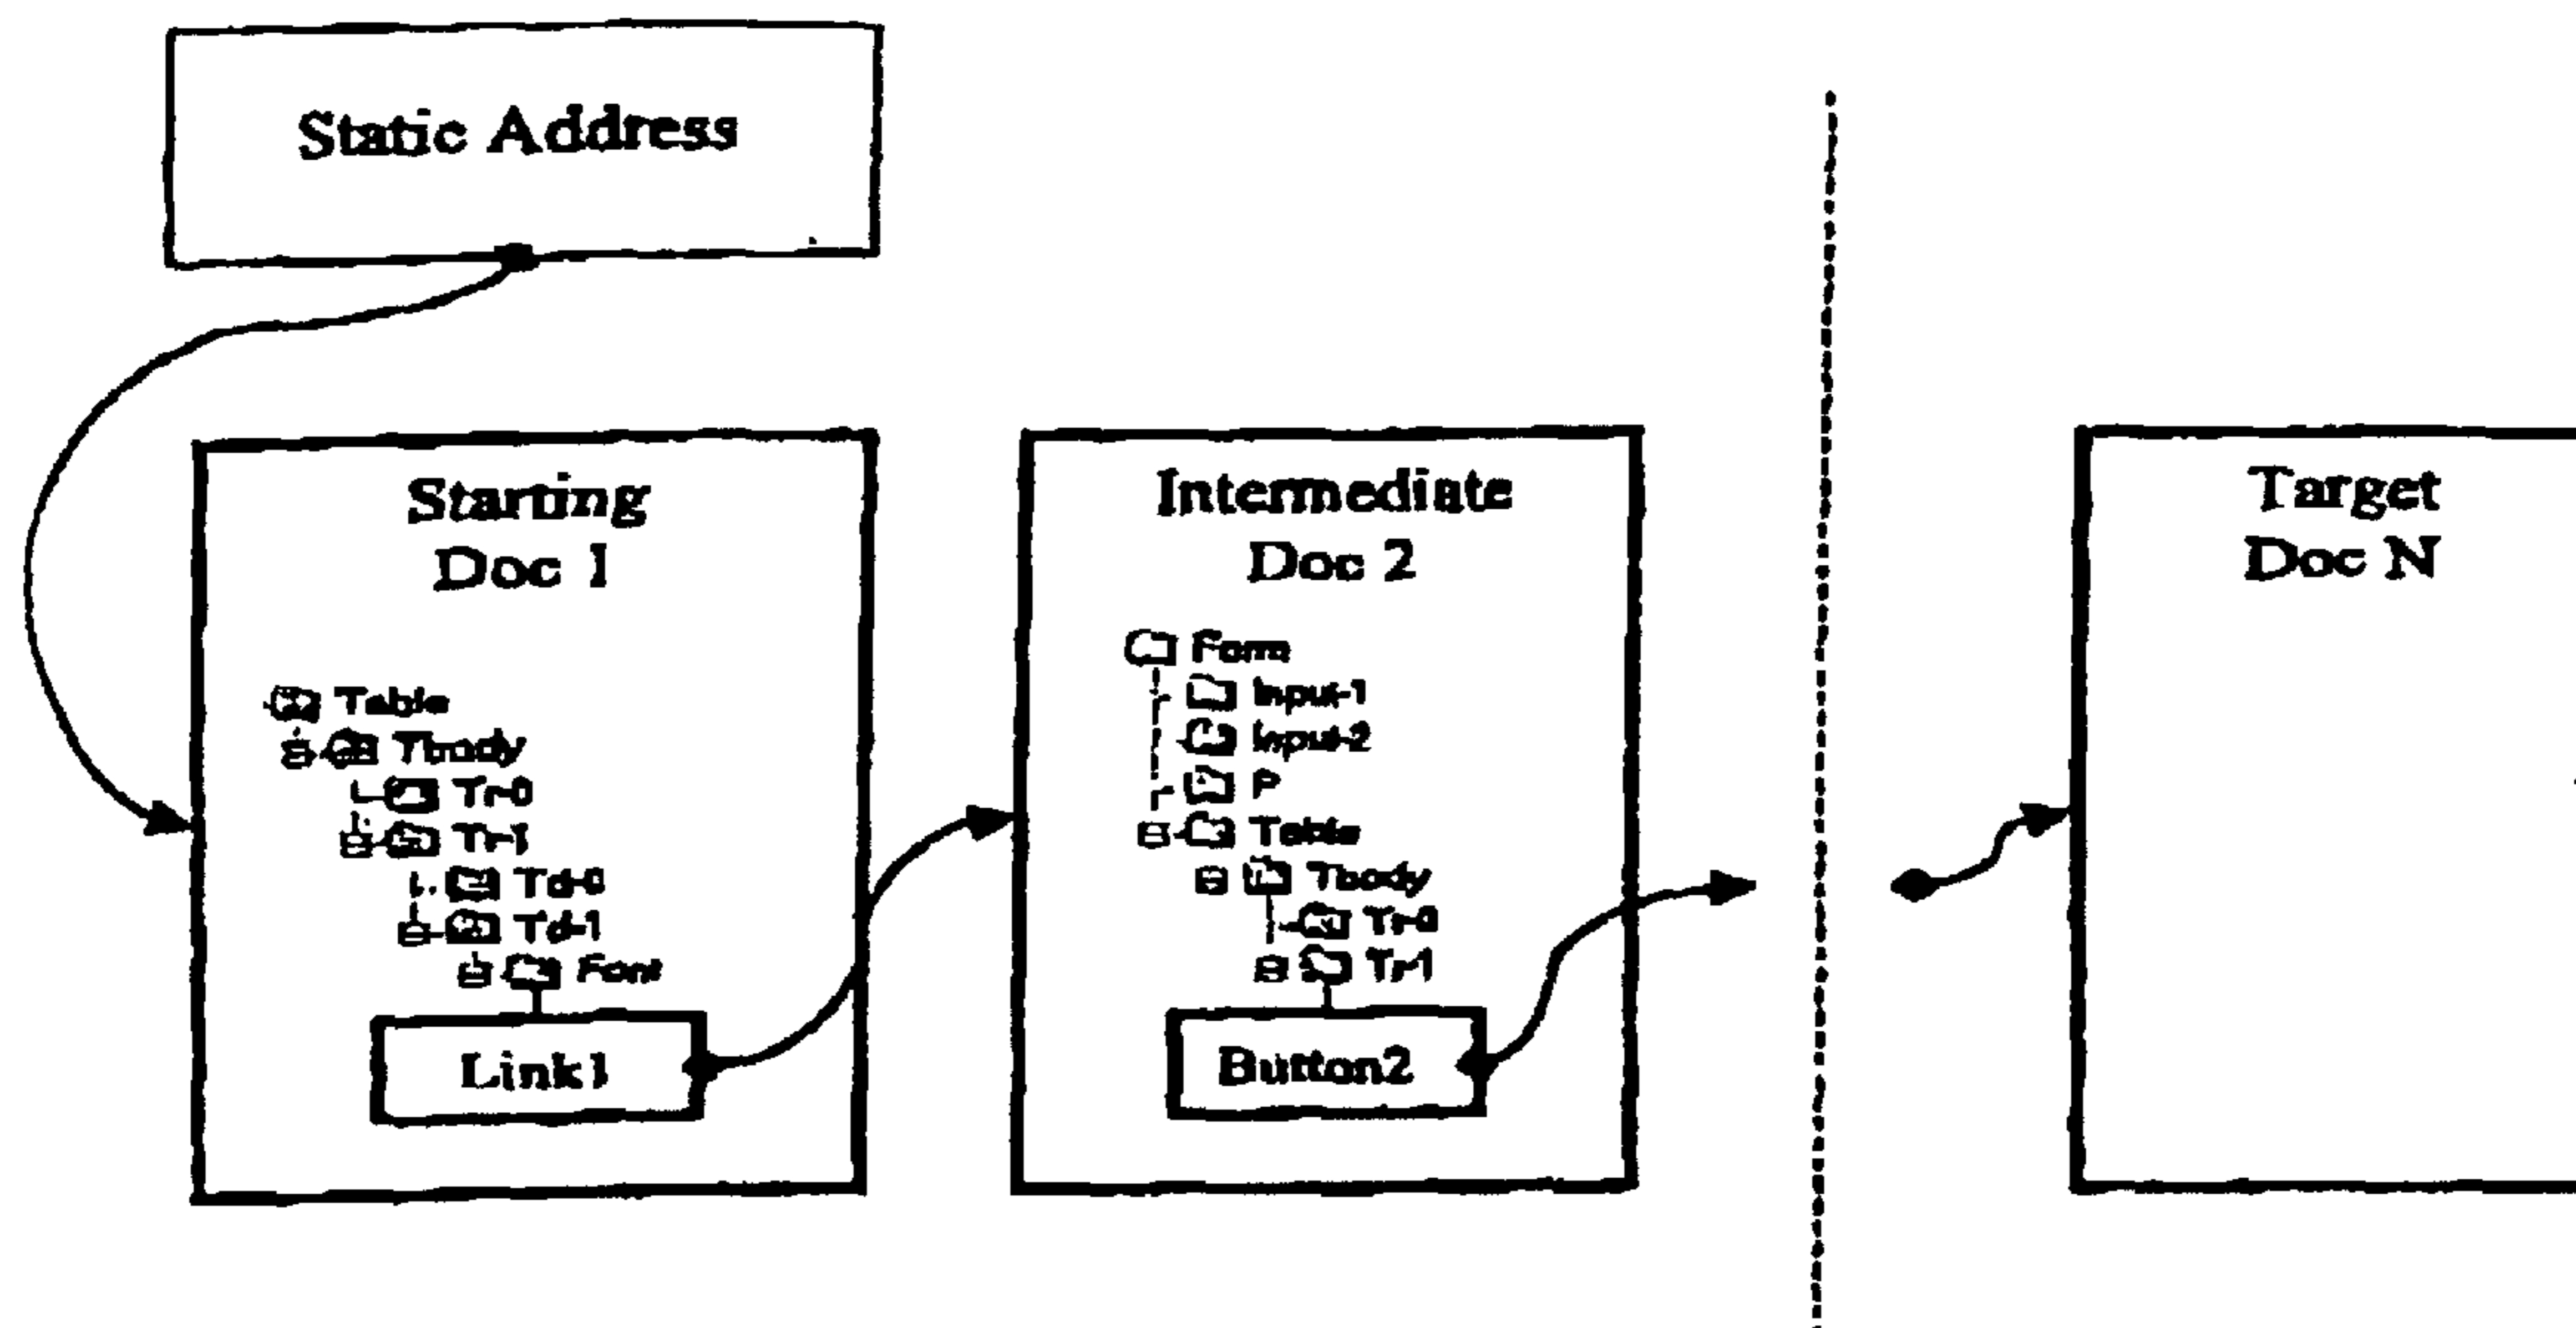 Static Address
Starting
Doc 1
Table
Tbody
Tr-0
Tr-1
Td-0
Td-1
Font
Link1
Intermediate
Doc 2
Form
Input-1
Input-2
P
Table
Tbody
Tr-0
Tr-1
Button2
Target
Doc N